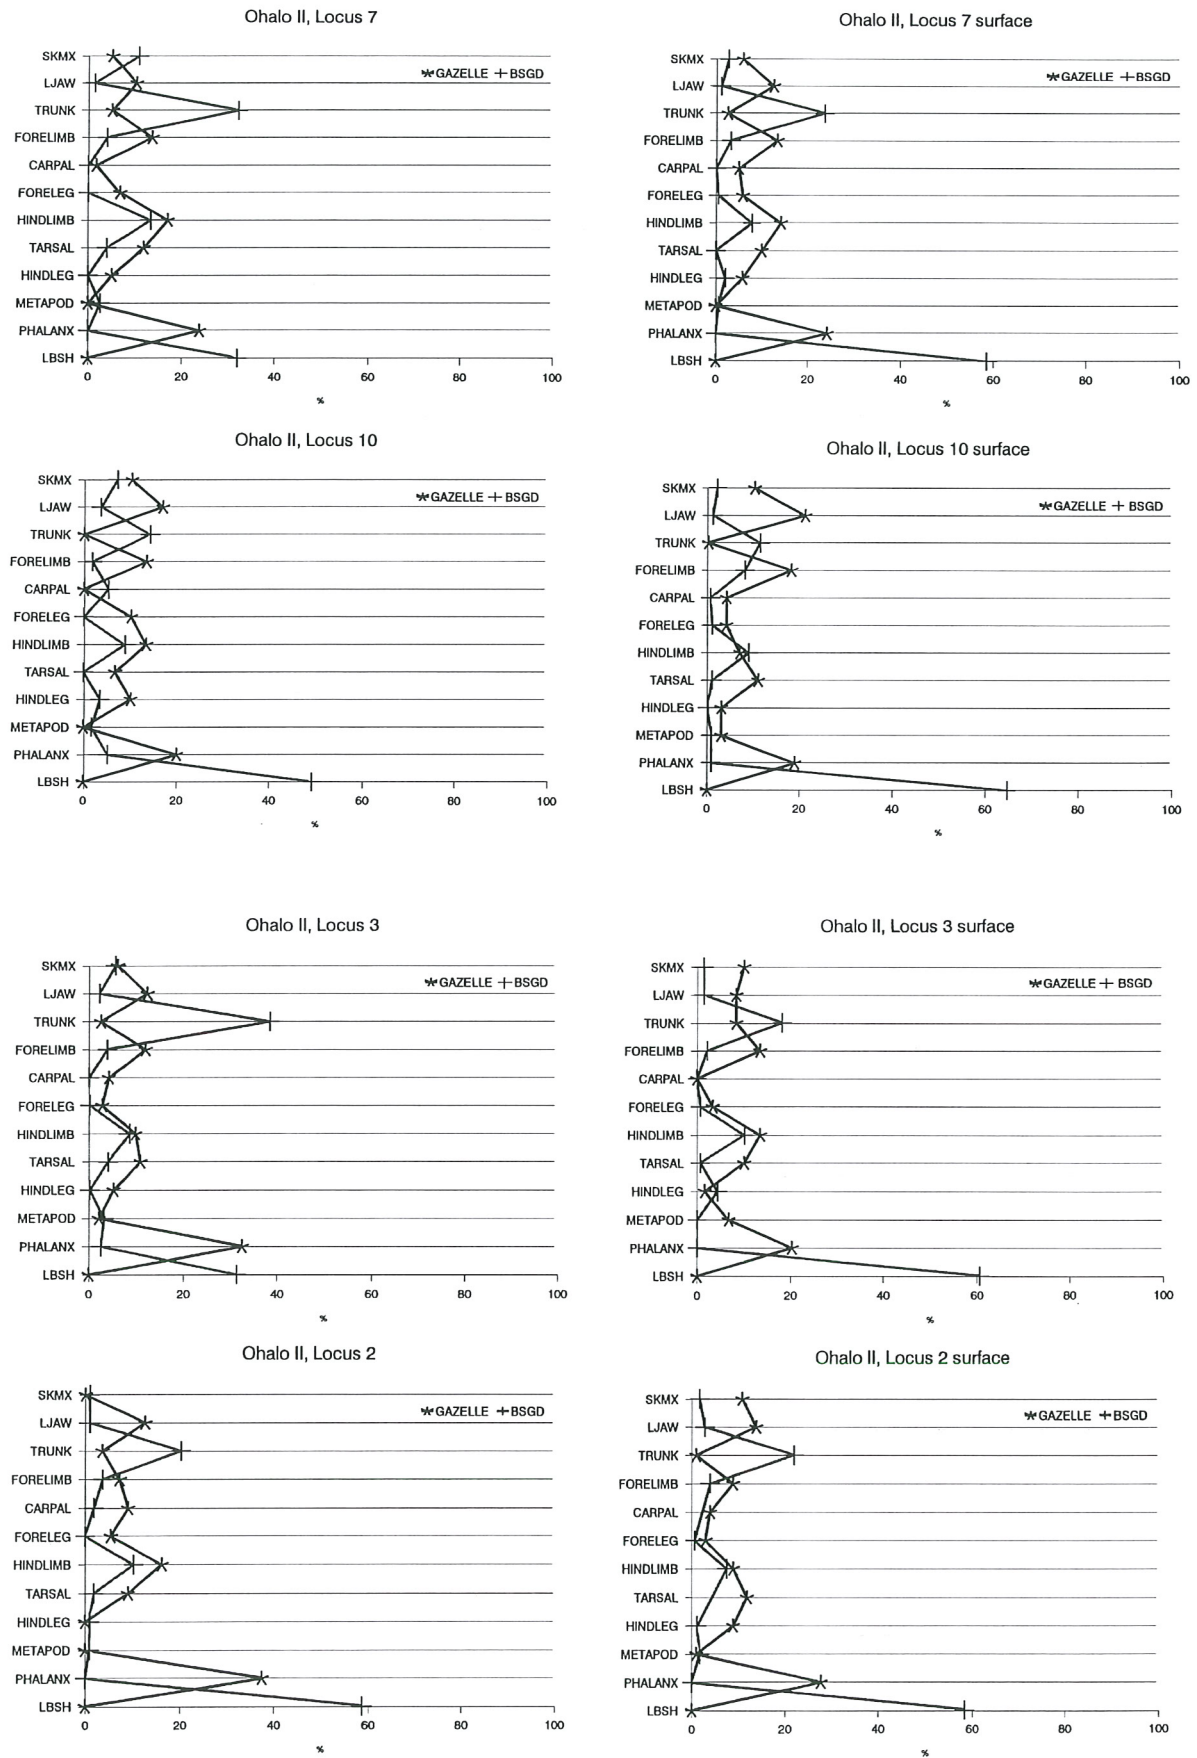 Ohalo II, Locus 7
SKMX
LJAW
TRUNK
FORELIMB
CARPAL
FORELEG
HINDLIMB
TARSAL
HINDLEG
METAPOD
PHALANX
LBSH
GAZELLE BSGD
0 20 40 60 80 100
%
Ohalo II, Locus 7 surface
SKMX
LJAW
TRUNK
FORELIMB
CARPAL
FORELEG
HINDLIMB
TARSAL
HINDLEG
METAPOD
PHALANX
LBSH
GAZELLE BSGD
0 20 40 60 80 100
%
Ohalo II, Locus 10
SKMX
LJAW
TRUNK
FORELIMB
CARPAL
FORELEG
HINDLIMB
TARSAL
HINDLEG
METAPOD
PHALANX
LBSH
GAZELLE BSGD
0 20 40 60 80 100
%
Ohalo II, Locus 10 surface
SKMX
LJAW
TRUNK
FORELIMB
CARPAL
FORELEG
HINDLIMB
TARSAL
HINDLEG
METAPOD
PHALANX
LBSH
GAZELLE BSGD
0 20 40 60 80 100
%
Ohalo II, Locus 3
SKMX
LJAW
TRUNK
FORELIMB
CARPAL
FORELEG
HINDLIMB
TARSAL
HINDLEG
METAPOD
PHALANX
LBSH
GAZELLE BSGD
0 20 40 60 80 100
%
Ohalo II, Locus 3 surface
SKMX
LJAW
TRUNK
FORELIMB
CARPAL
FORELEG
HINDLIMB
TARSAL
HINDLEG
METAPOD
PHALANX
LBSH
GAZELLE BSGD
0 20 40 60 80 100
%
Ohalo II, Locus 2
SKMX
LJAW
TRUNK
FORELIMB
CARPAL
FORELEG
HINDLIMB
TARSAL
HINDLEG
METAPOD
PHALANX
LBSH
GAZELLE BSGD
0 20 40 60 80 100
%
Ohalo II, Locus 2 surface
SKMX
LJAW
TRUNK
FORELIMB
CARPAL
FORELEG
HINDLIMB
TARSAL
HINDLEG
METAPOD
PHALANX
LBSH
GAZELLE BSGD
0 20 40 60 80 100
%